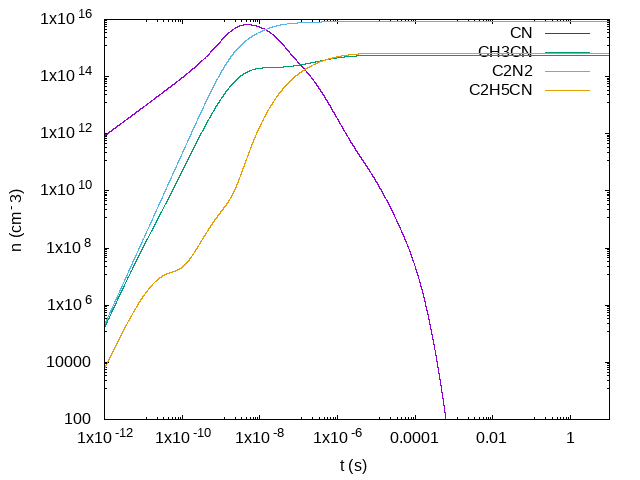 1x10^16
1x10^14
1x10^12
1x10^10
1x10^8
1x10^6
10000
100
n (cm^-3)
CN
CH3CN
C2N2
C2H5CN
1x10^-12 1x10^-10 1x10^-8 1x10^-6 0.0001 0.01 1
t (s)